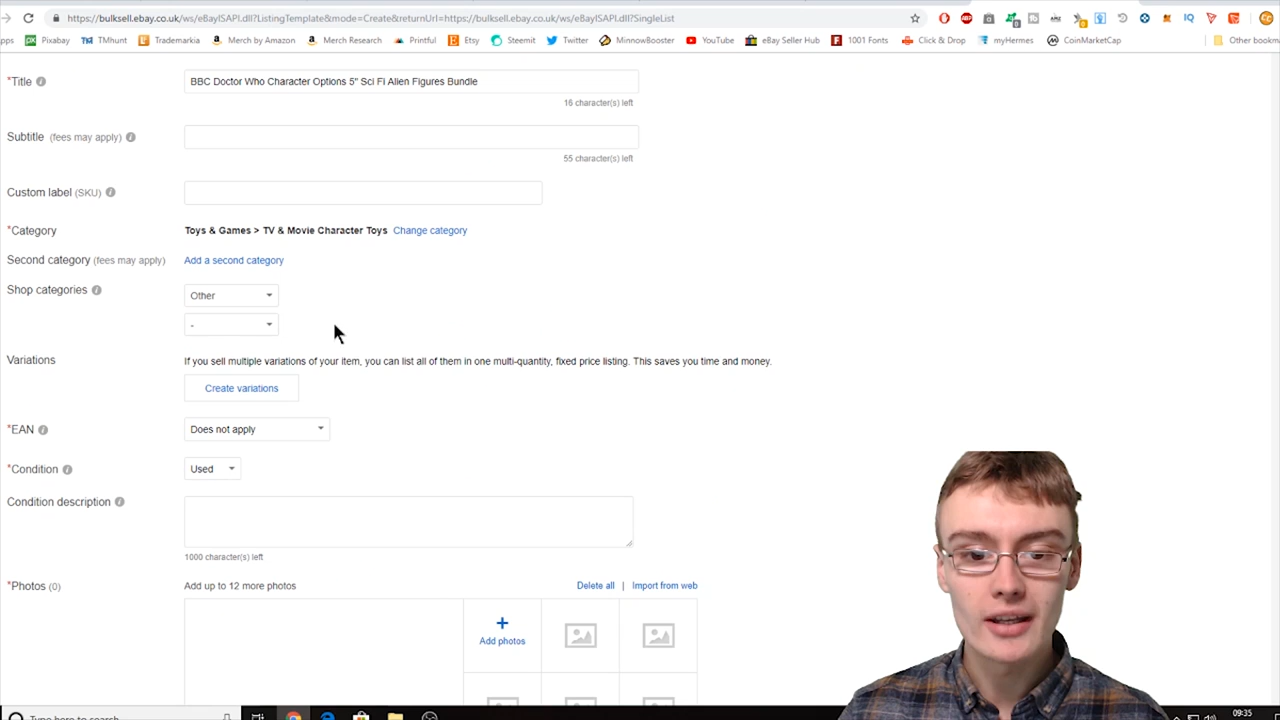 https://bulksell.ebay.co.uk/ws/eBayISAPI.dll?ListingTemplate&mode=Create&returnUrl=https://bulksell.ebay.co.uk/ws/eBayISAPI.dll?SingleList
Pixabay TMhunt Trademarkia Merch by Amazon Merch Research Printful Etsy Steemit Twitter MinnowBooster YouTube eBay Seller Hub 1001 Fonts Click & Drop myHermes CoinMarketCap Other bookm
*Title BBC Doctor Who Character Options 5" Sci Fi Alien Figures Bundle
16 character(s) left
Subtitle (fees may apply)
55 character(s) left
Custom label (SKU)
*Category Toys & Games > TV & Movie Character Toys Change category
Second category (fees may apply) Add a second category
Shop categories Other
-
Variations If you sell multiple variations of your item, you can list all of them in one multi-quantity, fixed price listing. This saves you time and money.
Create variations
*EAN Does not apply
*Condition Used
Condition description
1000 character(s) left
*Photos (0) Add up to 12 more photos Delete all | Import from web
+
Add photos
Type here to search 09:35